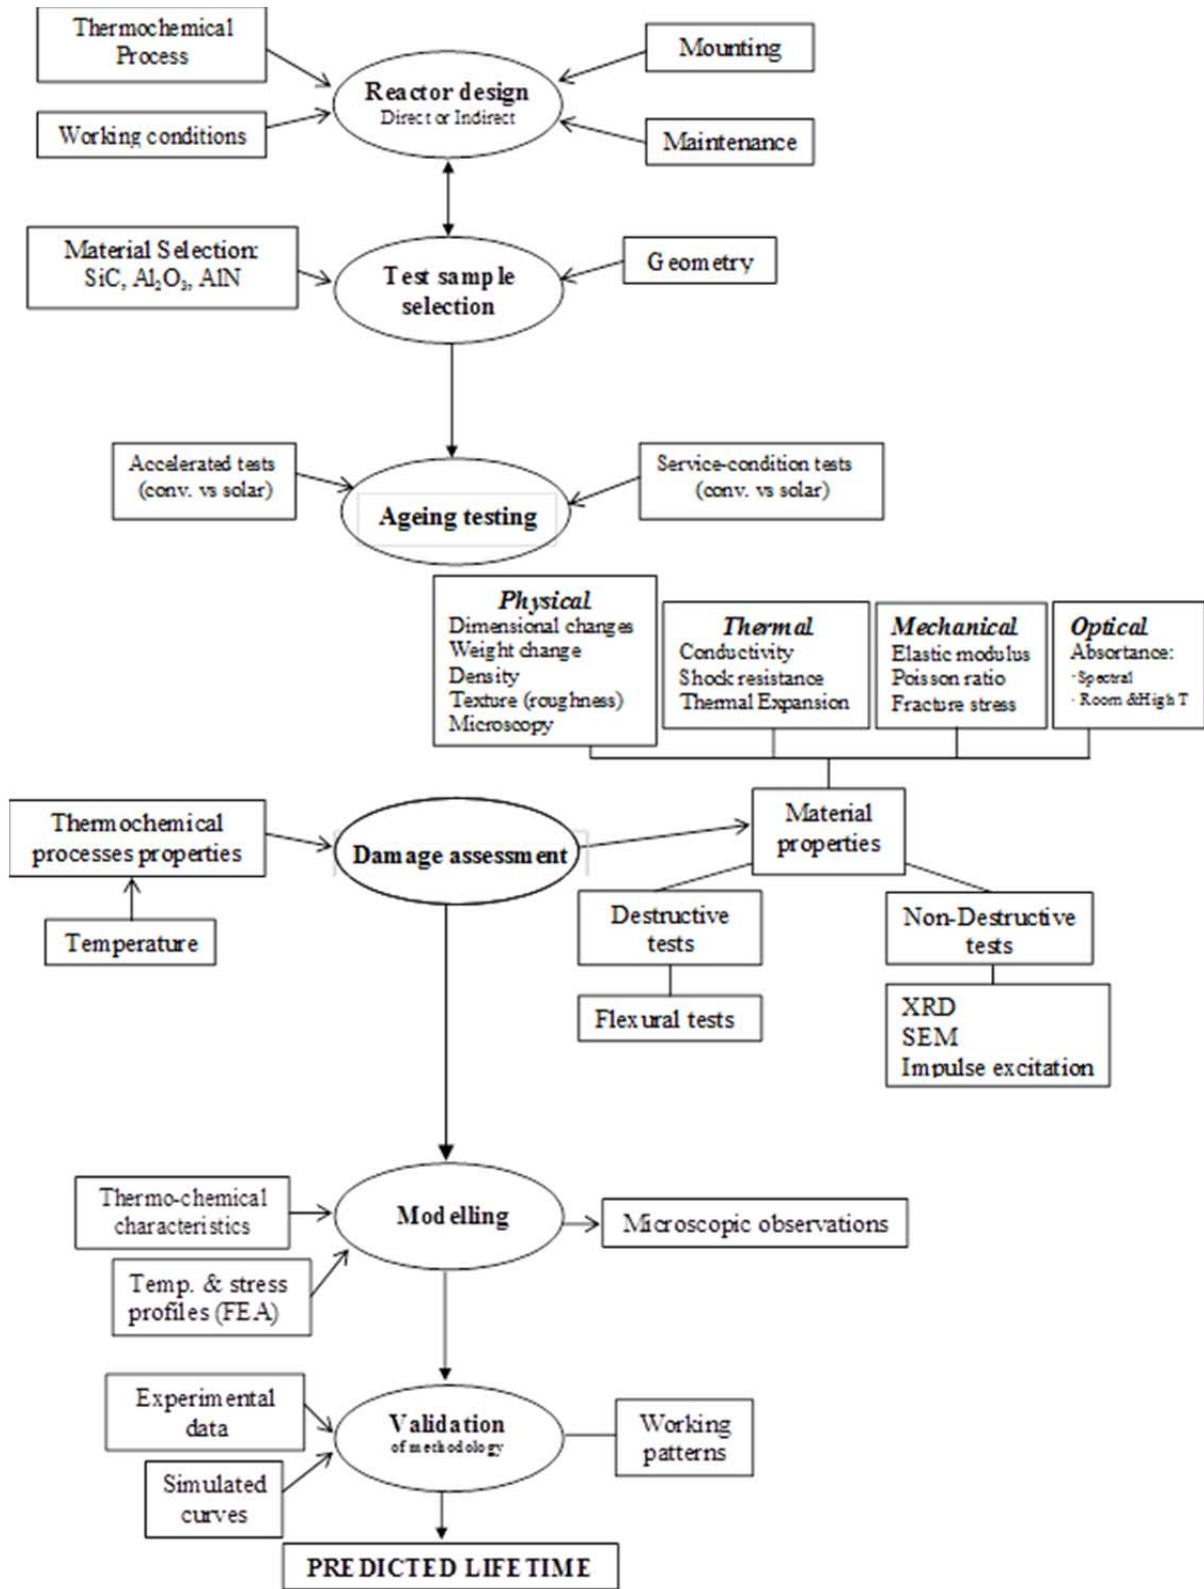 Thermochemical
Process
Mounting
Reactor design
Direct or Indirect
Working conditions
Maintenance
Material Selection:
SiC, Al₂O₃, AlN
Geometry
Test sample
selection
Accelerated tests
(conv. vs solar)
Service-condition tests
(conv. vs solar)
Ageing testing
Physical
Dimensional changes
Weight change
Density
Texture (roughness)
Microscopy
Thermal
Conductivity
Shock resistance
Thermal Expansion
Mechanical
Elastic modulus
Poisson ratio
Fracture stress
Optical
Absortance:
- Spectral
- Room &High T
Thermochemical
processes properties
Damage assessment
Material
properties
Temperature
Destructive
tests
Non-Destructive
tests
Flexural tests
XRD
SEM
Impulse excitation
Thermo-chemical
characteristics
Modelling
Microscopic observations
Temp. & stress
profiles (FEA)
Experimental
data
Validation
of methodology
Working
patterns
Simulated
curves
PREDICTED LIFETIME